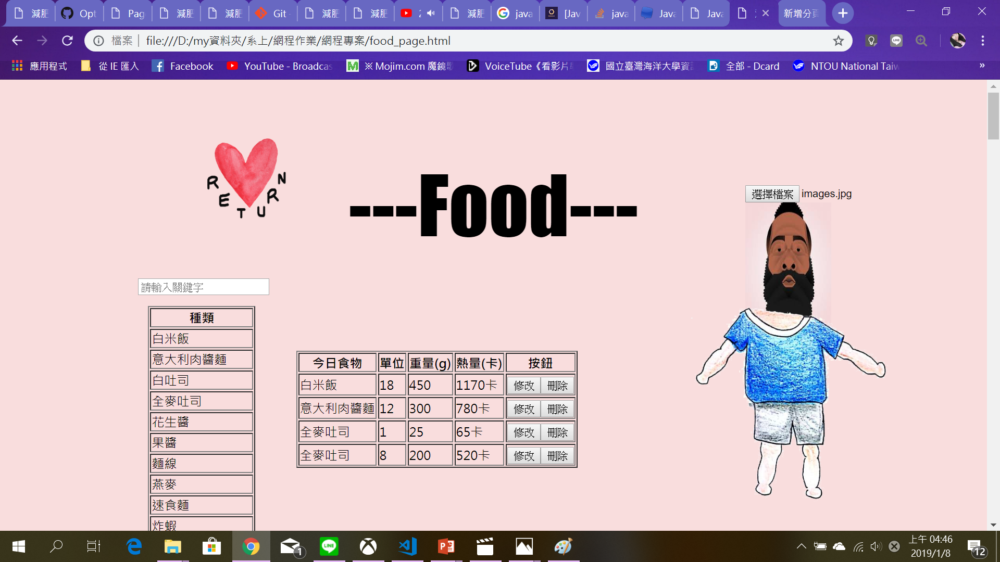 減肥
Opt
Pag
減肥
減肥
Git -
減肥
減肥
減肥
java
[Jav
java
Java
Java
新增分頁
檔案
file:///D:/my資料夾/系上/網程作業/網程專案/food_page.html
應用程式
從 IE 匯入
Facebook
YouTube - Broadcas
※ Mojim.com 魔鏡歌
VoiceTube《看影片學
國立臺灣海洋大學資訊
全部 - Dcard
NTOU National Taiw
»
RETURN
---Food---
選擇檔案 images.jpg
請輸入關鍵字
種類
白米飯
意大利肉醬麵
白吐司
全麥吐司
花生醬
果醬
麵線
燕麥
速食麵
炸蝦
今日食物 單位 重量(g) 熱量(卡) 按鈕
白米飯 18 450 1170卡 修改 刪除
意大利肉醬麵 12 300 780卡 修改 刪除
全麥吐司 1 25 65卡 修改 刪除
全麥吐司 8 200 520卡 修改 刪除
1
LINE
上午 04:46
2019/1/8
12